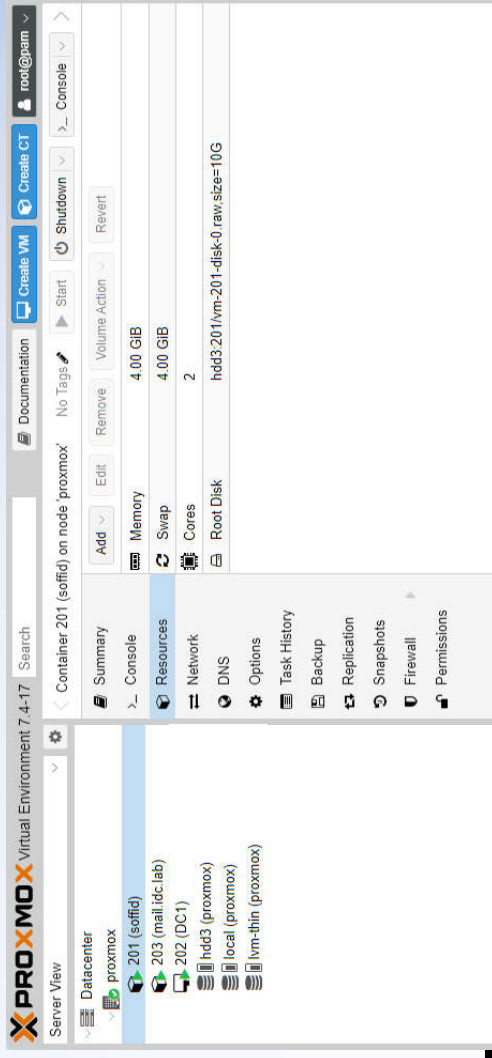 PROXMOX Virtual Environment 7.4-17 Search Documentation Create VM Create CT root@pam
Server View
Datacenter
proxmox
201 (soffid)
203 (mail.idc.lab)
202 (DC1)
hdd3 (proxmox)
local (proxmox)
lvm-thin (proxmox)
Container 201 (soffid) on node 'proxmox' No Tags Start Shutdown >_ Console
Summary
>_ Console
Resources
Network
DNS
Options
Task History
Backup
Replication
Snapshots
Firewall
Permissions
Add Edit Remove Volume Action Revert
Memory 4.00 GiB
Swap 4.00 GiB
Cores 2
Root Disk hdd3:201/vm-201-disk-0.raw,size=10G